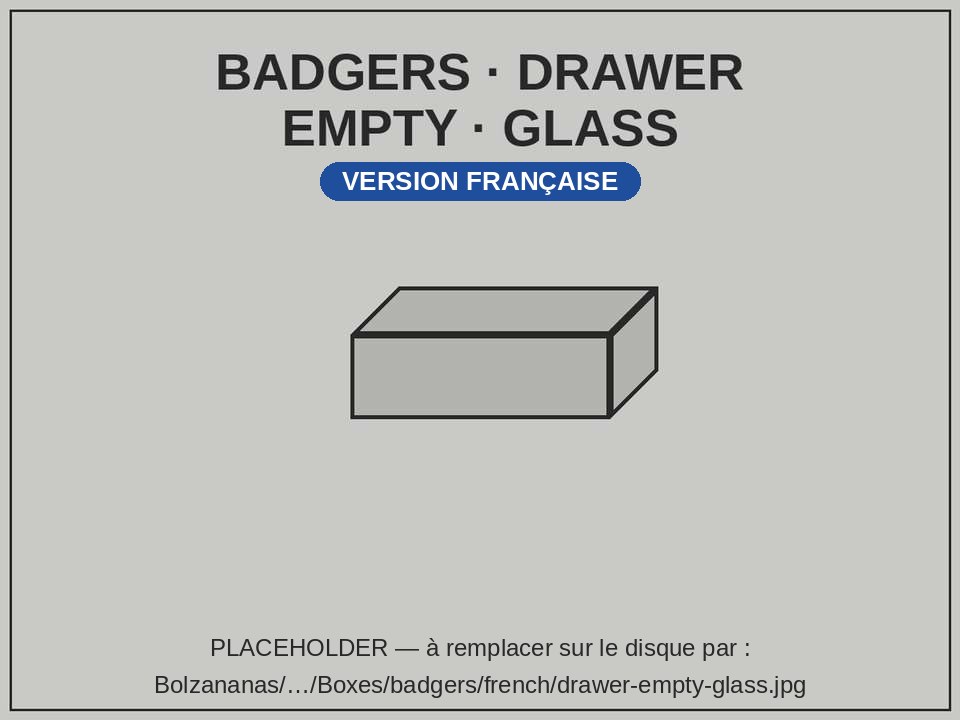 BADGERS · DRAWER
EMPTY · GLASS
VERSION FRANÇAISE
PLACEHOLDER — à remplacer sur le disque par :
Bolzananas/…/Boxes/badgers/french/drawer-empty-glass.jpg